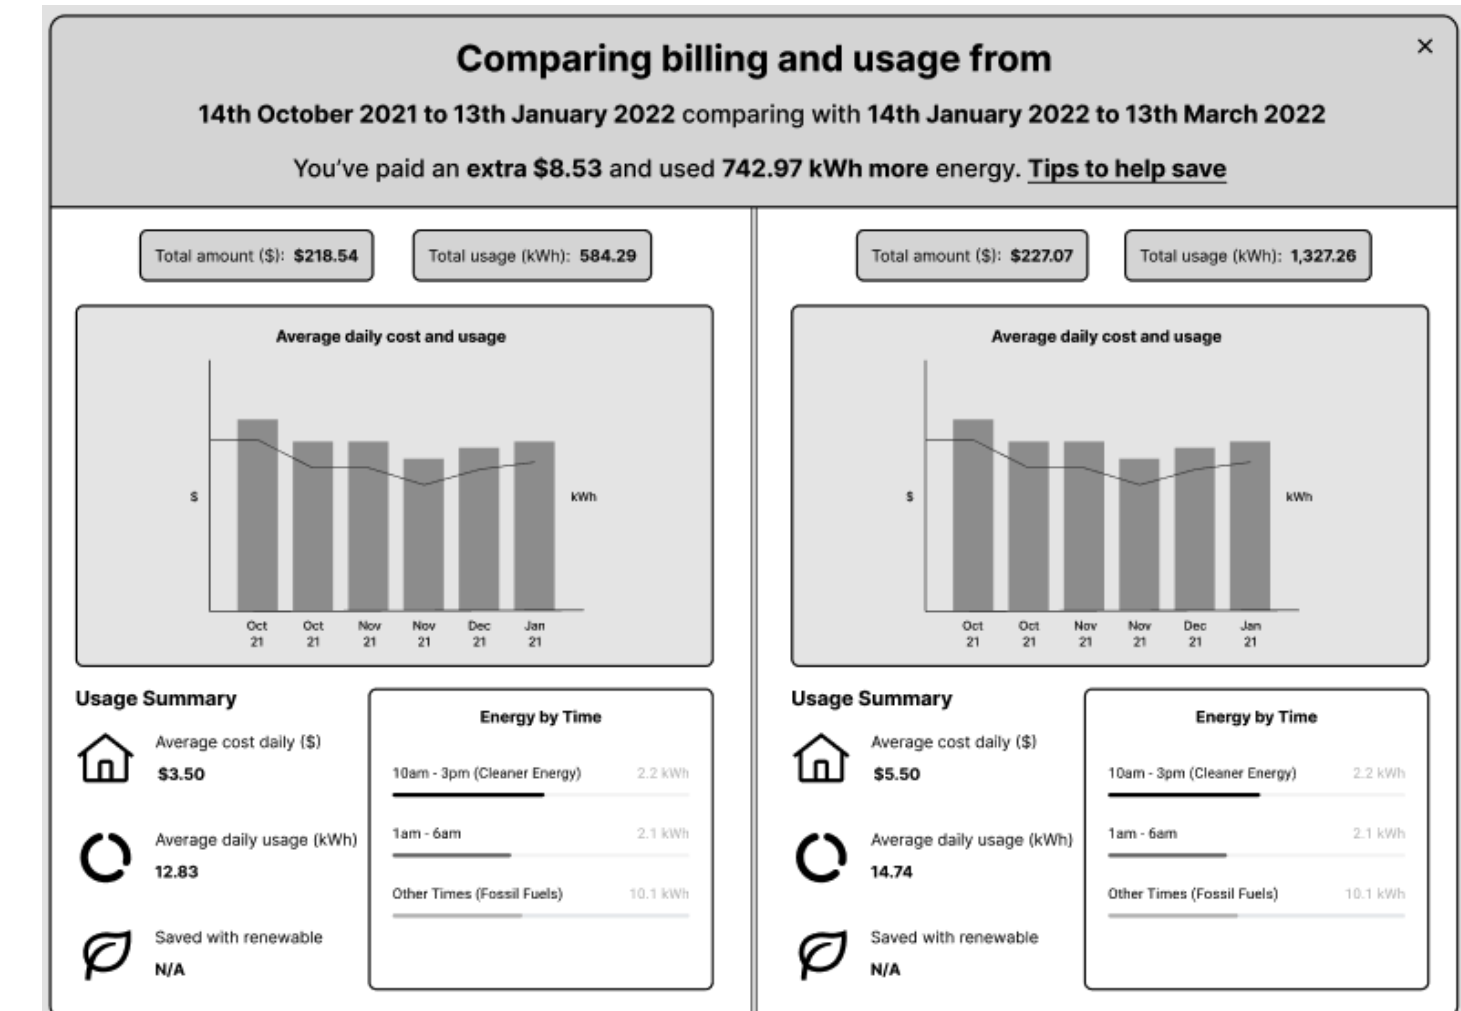 Comparing billing and usage from
×
14th October 2021 to 13th January 2022 comparing with 14th January 2022 to 13th March 2022
You've paid an extra $8.53 and used 742.97 kWh more energy. Tips to help save
Total amount ($): $218.54
Total usage (kWh): 584.29
Average daily cost and usage
$
kWh
Oct 21
Oct 21
Nov 21
Nov 21
Dec 21
Jan 21
Usage Summary
Average cost daily ($)
$3.50
Average daily usage (kWh)
12.83
Saved with renewable
N/A
Energy by Time
10am - 3pm (Cleaner Energy) 2.2 kWh
1am - 6am 2.1 kWh
Other Times (Fossil Fuels) 10.1 kWh
Total amount ($): $227.07
Total usage (kWh): 1,327.26
Average daily cost and usage
$
kWh
Oct 21
Oct 21
Nov 21
Nov 21
Dec 21
Jan 21
Usage Summary
Average cost daily ($)
$5.50
Average daily usage (kWh)
14.74
Saved with renewable
N/A
Energy by Time
10am - 3pm (Cleaner Energy) 2.2 kWh
1am - 6am 2.1 kWh
Other Times (Fossil Fuels) 10.1 kWh